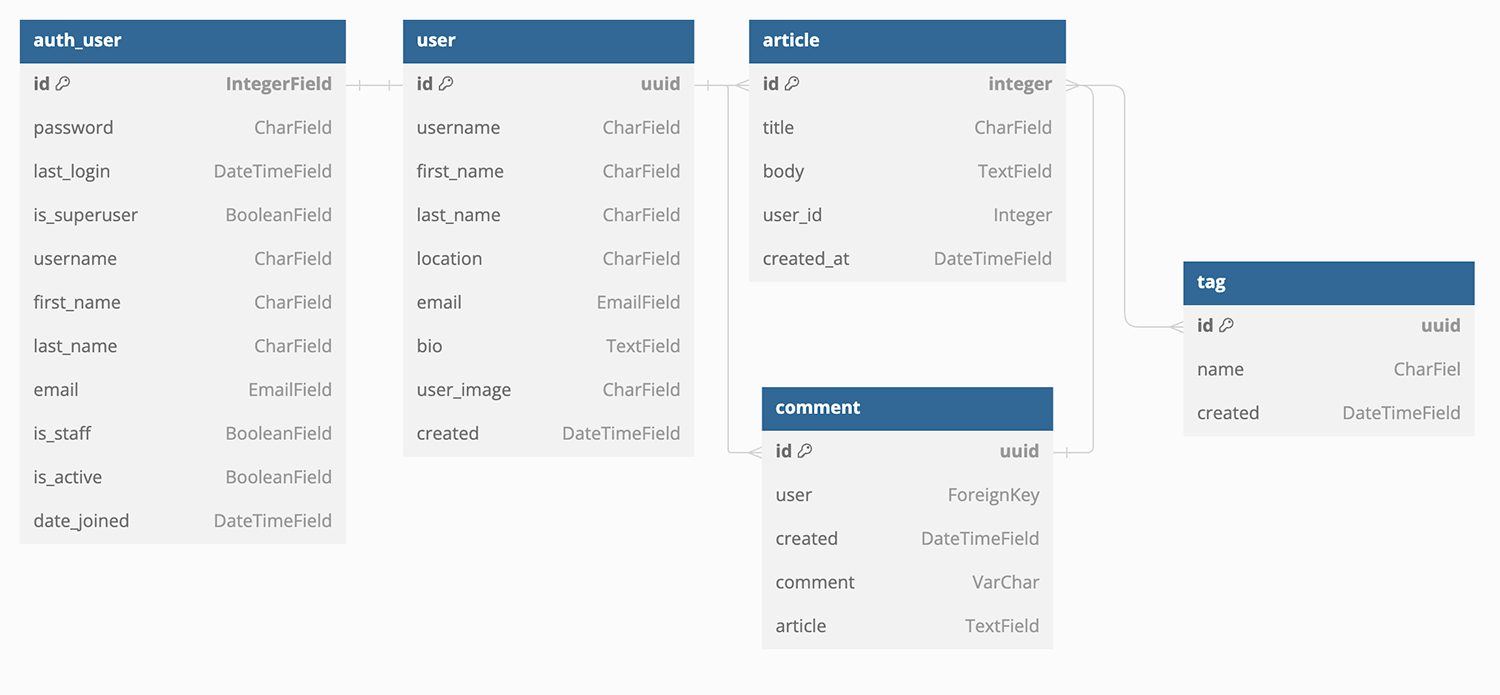 auth_user
id IntegerField
password CharField
last_login DateTimeField
is_superuser BooleanField
username CharField
first_name CharField
last_name CharField
email EmailField
is_staff BooleanField
is_active BooleanField
date_joined DateTimeField
user
id uuid
username CharField
first_name CharField
last_name CharField
location CharField
email EmailField
bio TextField
user_image CharField
created DateTimeField
article
id integer
title CharField
body TextField
user_id Integer
created_at DateTimeField
comment
id uuid
user ForeignKey
created DateTimeField
comment VarChar
article TextField
tag
id uuid
name CharFiel
created DateTimeField